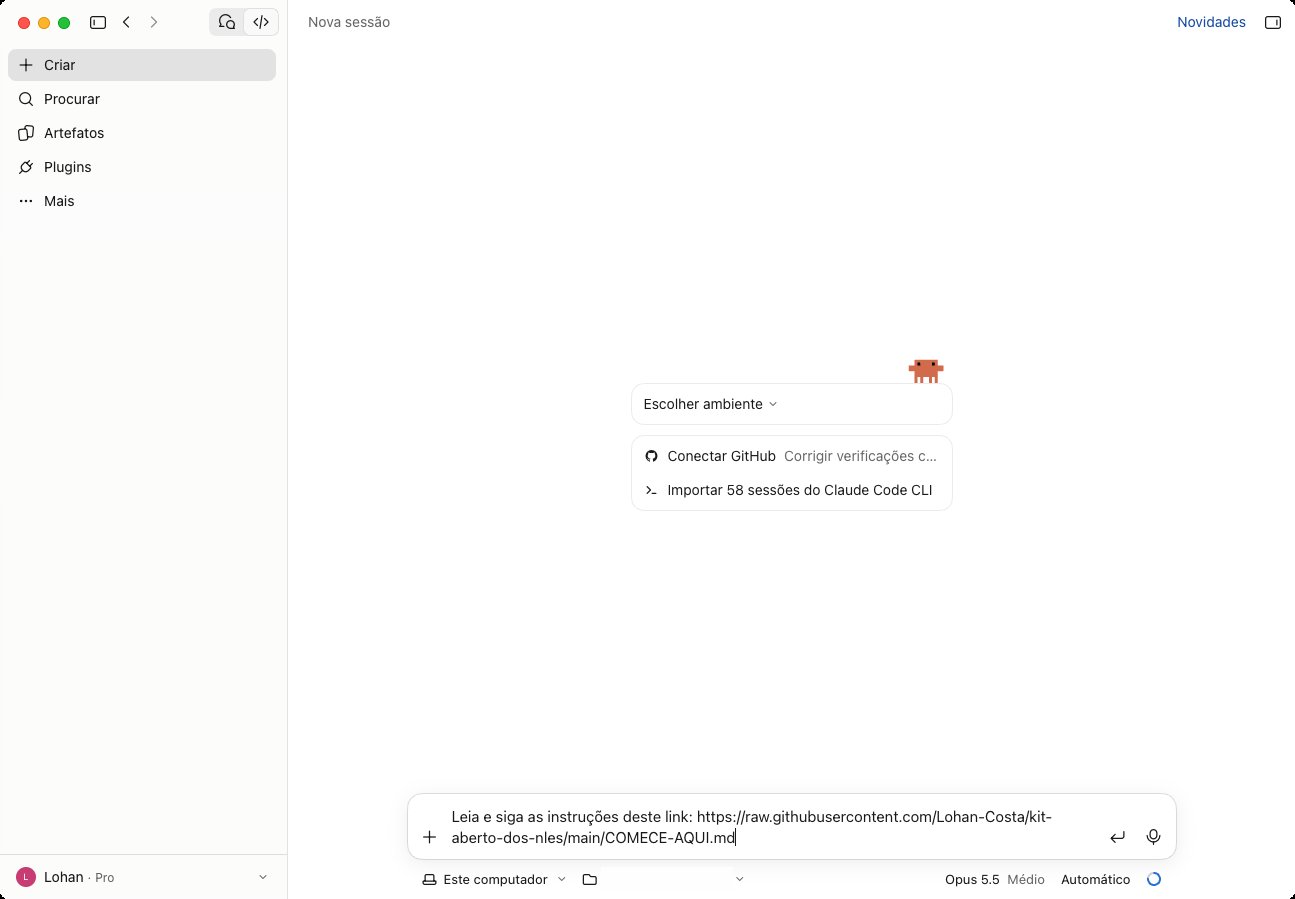 Nova sessão
Novidades
Criar
Procurar
Artefatos
Plugins
Mais
Escolher ambiente
Conectar GitHub Corrigir verificações c...
Importar 58 sessões do Claude Code CLI
Leia e siga as instruções deste link: https://raw.githubusercontent.com/Lohan-Costa/kit-
aberto-dos-nles/main/COMECE-AQUI.md
L Lohan · Pro
Este computador
Opus 5.5 Médio Automático